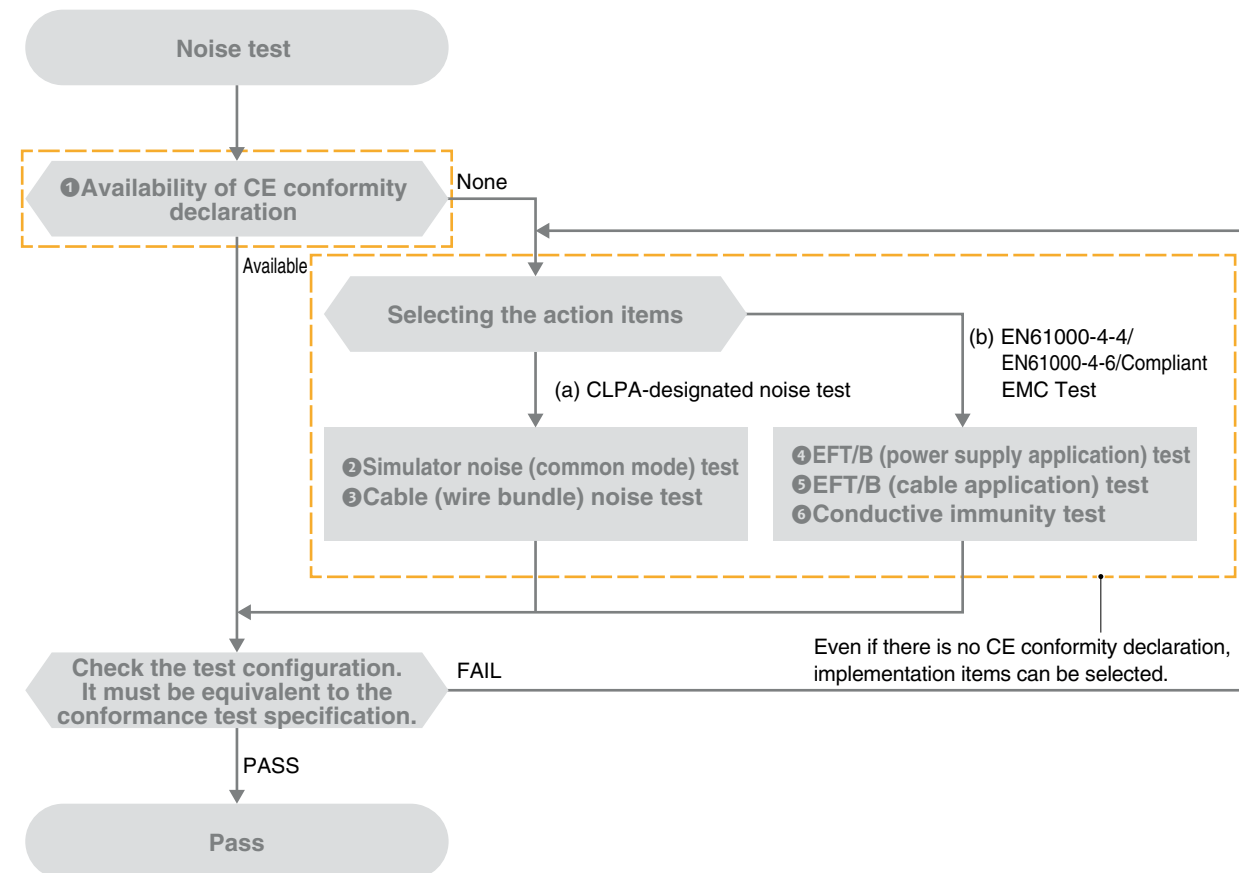 Noise test
❶Availability of CE conformity
declaration
None
Available
Selecting the action items
(a) CLPA-designated noise test
(b) EN61000-4-4/
EN61000-4-6/Compliant
EMC Test
❷Simulator noise (common mode) test
❸Cable (wire bundle) noise test
❹EFT/B (power supply application) test
❺EFT/B (cable application) test
❻Conductive immunity test
Even if there is no CE conformity declaration,
implementation items can be selected.
Check the test configuration.
It must be equivalent to the
conformance test specification.
FAIL
PASS
Pass